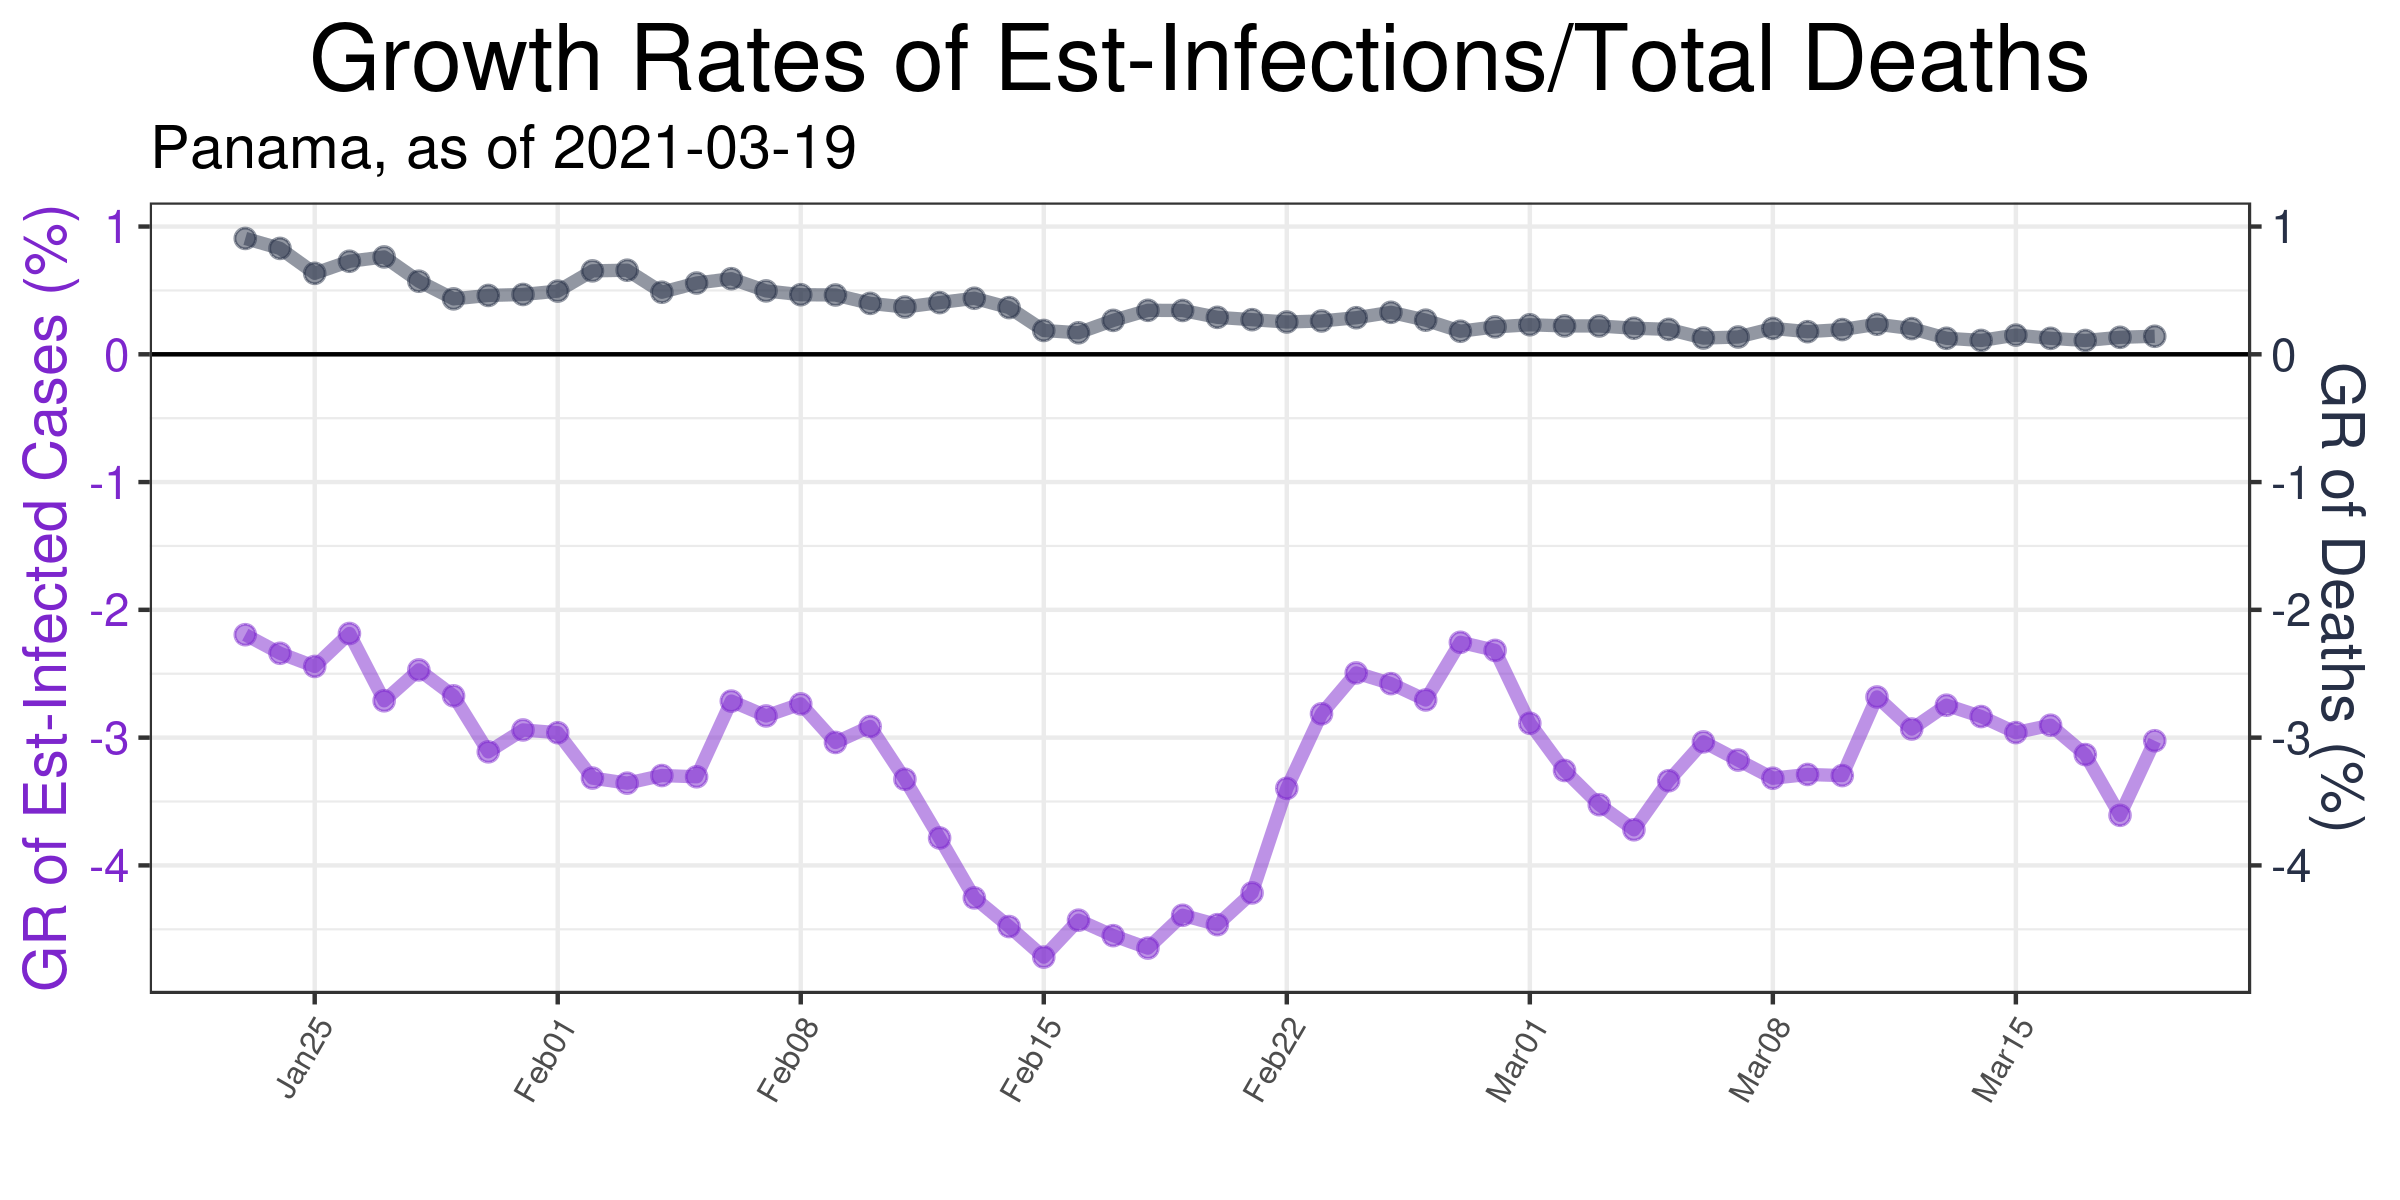 Growth Rates of Est-Infections/Total Deaths
Panama, as of 2021-03-19
GR of Est-Infected Cases (%)
1
0
-1
-2
-3
-4
1
0
-1
-2
-3
-4
GR of Deaths (%)
Jan25
Feb01
Feb08
Feb15
Feb22
Mar01
Mar08
Mar15